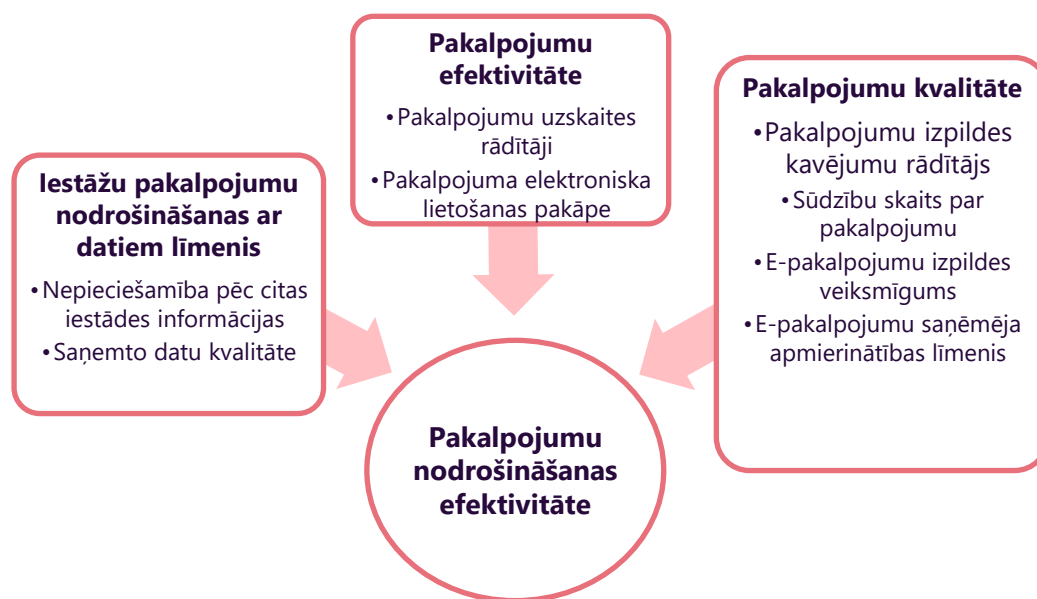 Iestāžu pakalpojumu
nodrošināšanas ar
datiem līmenis
•Nepieciešamība pēc citas
iestādes informācijas
•Saņemto datu kvalitāte
Pakalpojumu
efektivitāte
•Pakalpojumu uzskaites
rādītāji
•Pakalpojuma elektroniska
lietošanas pakāpe
Pakalpojumu kvalitāte
•Pakalpojumu izpildes
kavējumu rādītājs
•Sūdzību skaits par
pakalpojumu
•E-pakalpojumu izpildes
veiksmīgums
•E-pakalpojumu saņēmēja
apmierinātības līmenis
Pakalpojumu
nodrošināšanas
efektivitāte